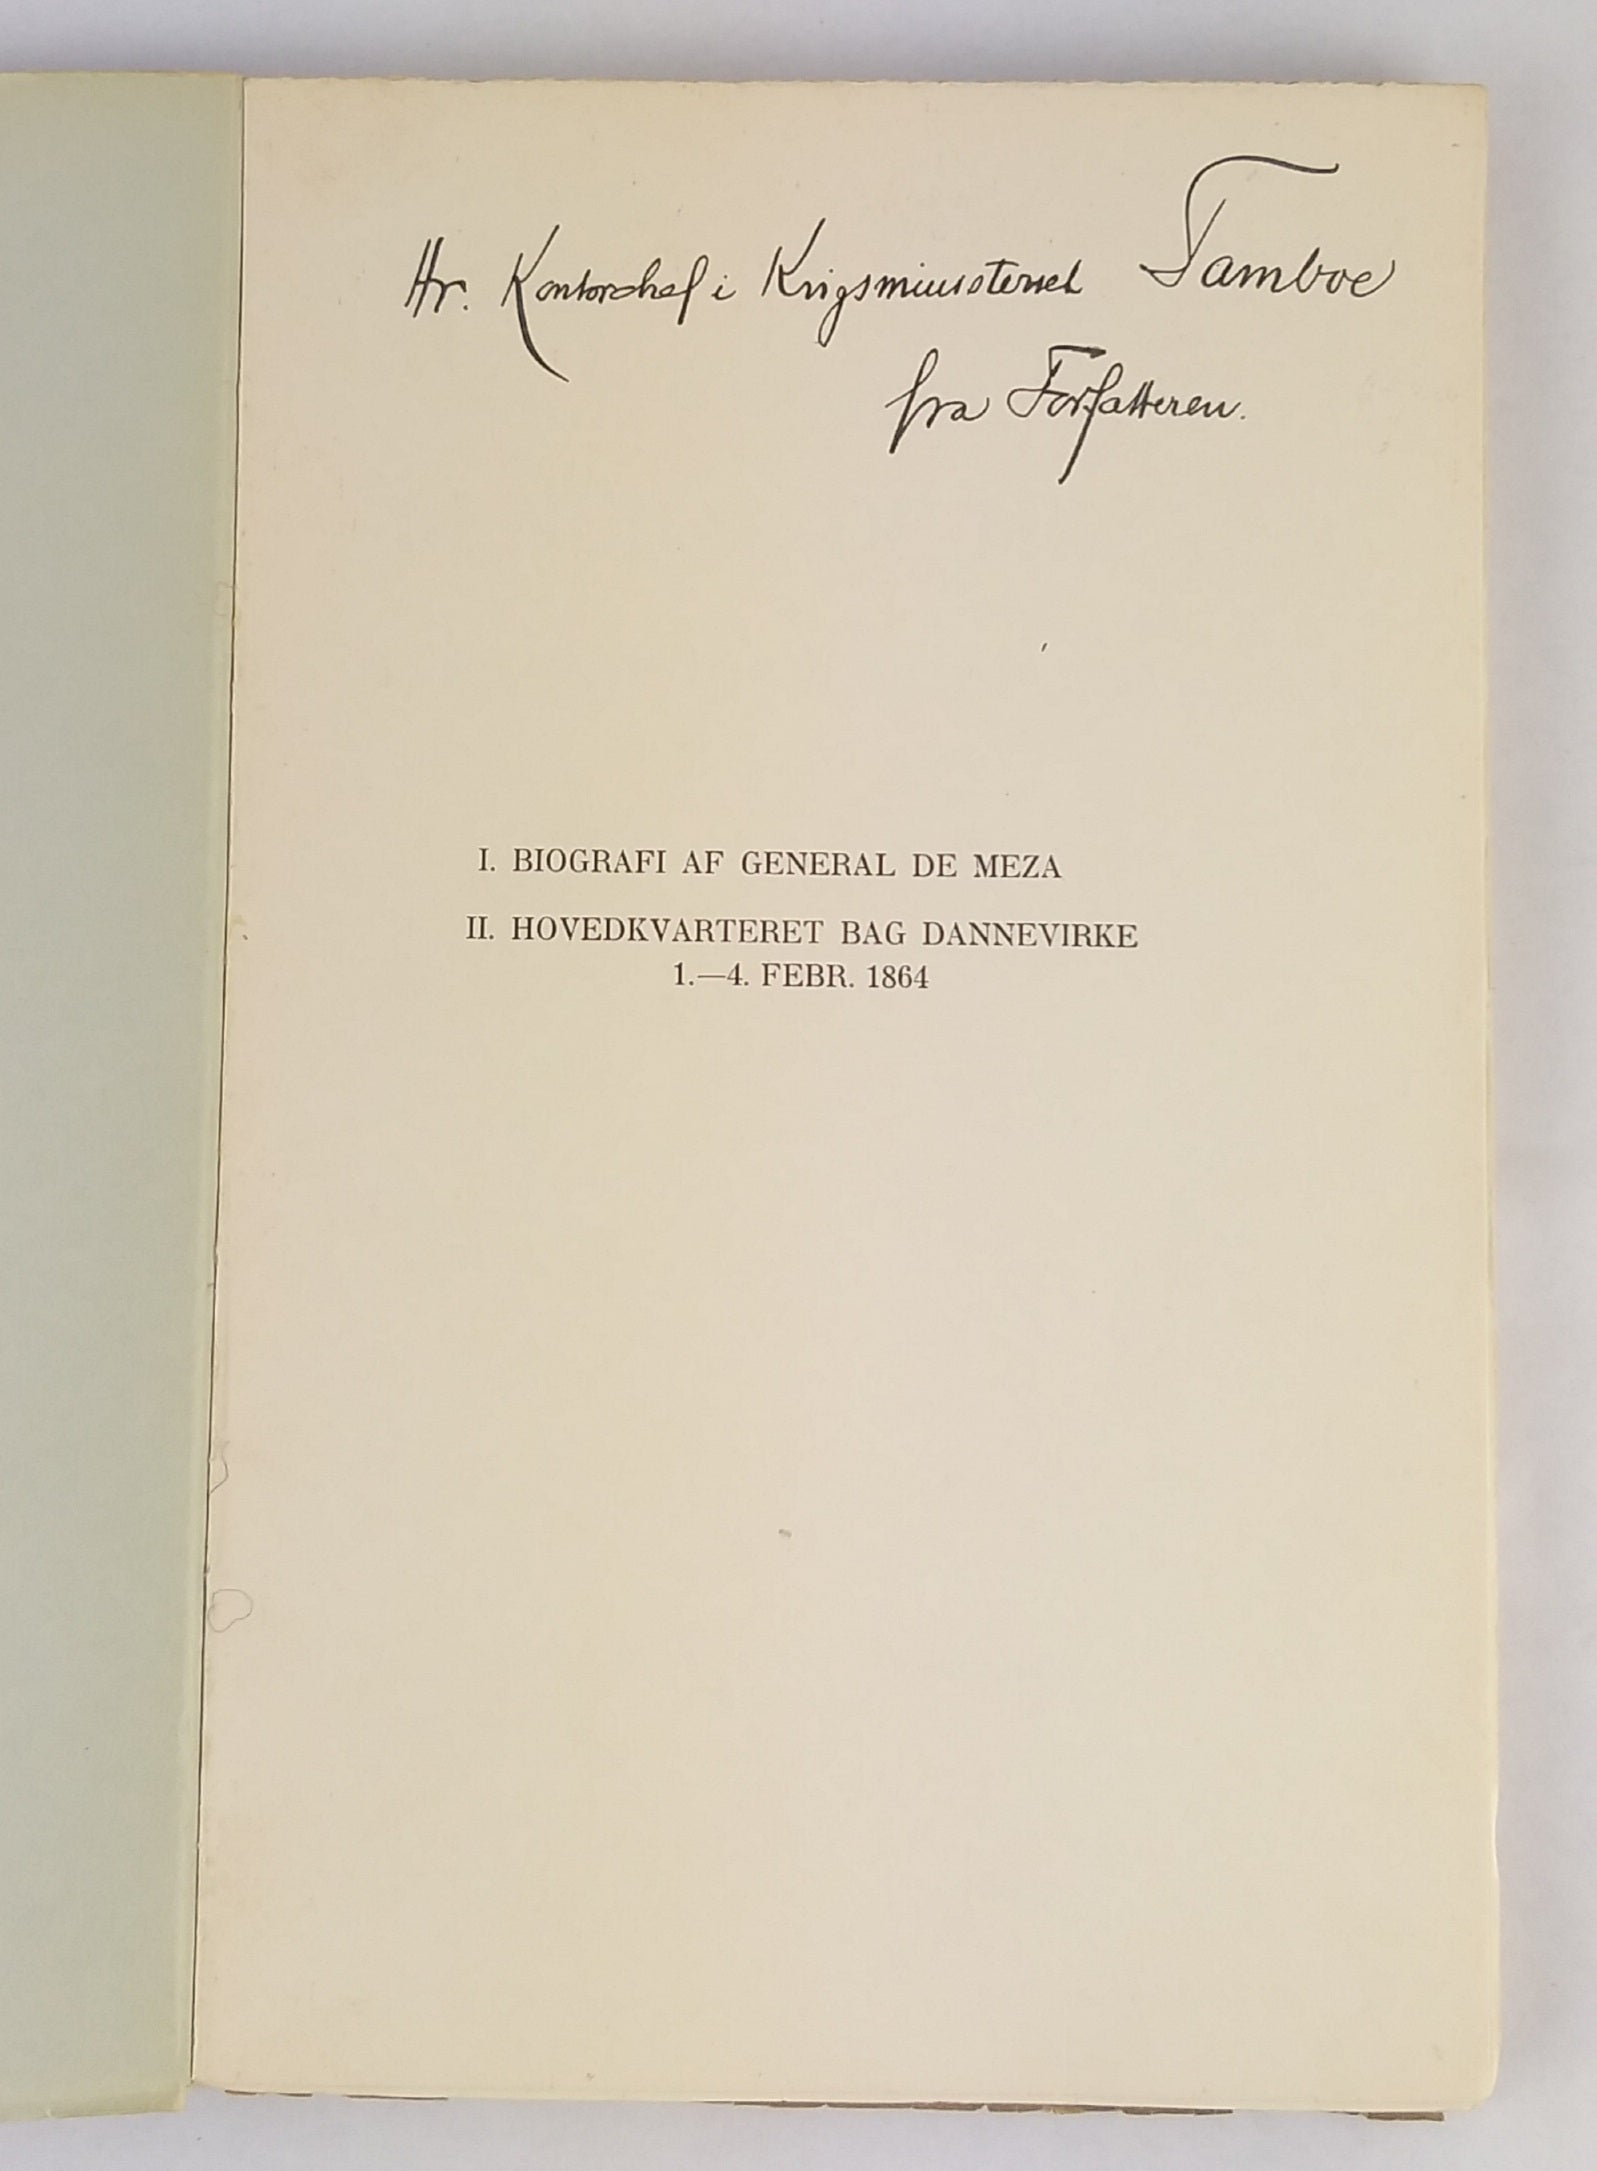 Hr. Kontorchef i Krigsministeriet Tamboe
fra Forfatteren.
I. BIOGRAFI AF GENERAL DE MEZA
II. HOVEDKVARTERET BAG DANNEVIRKE
1.—4. FEBR. 1864